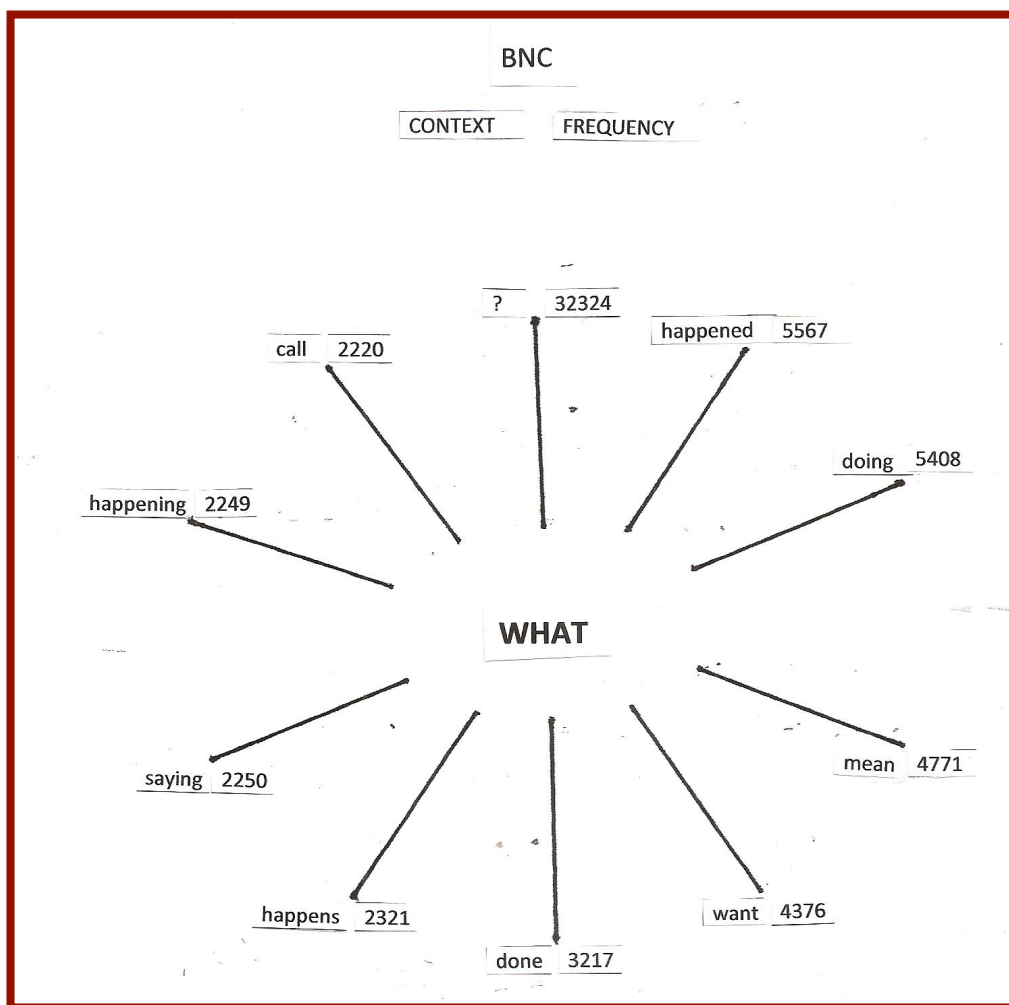 BNC
CONTEXT FREQUENCY
? 32324
happened 5567
call 2220
doing 5408
happening 2249
WHAT
mean 4771
saying 2250
want 4376
happens 2321
done 3217